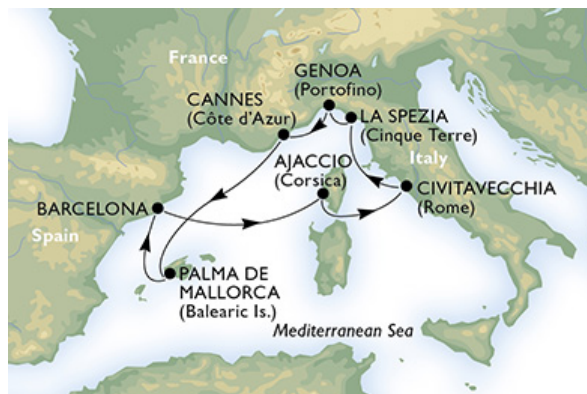 France
GENOA
(Portofino)
CANNES
(Côte d'Azur)
LA SPEZIA
(Cinque Terre)
AJACCIO
(Corsica)
Italy
CIVITAVECCHIA
(Rome)
BARCELONA
Spain
PALMA DE
MALLORCA
(Balearic Is.)
Mediterranean Sea